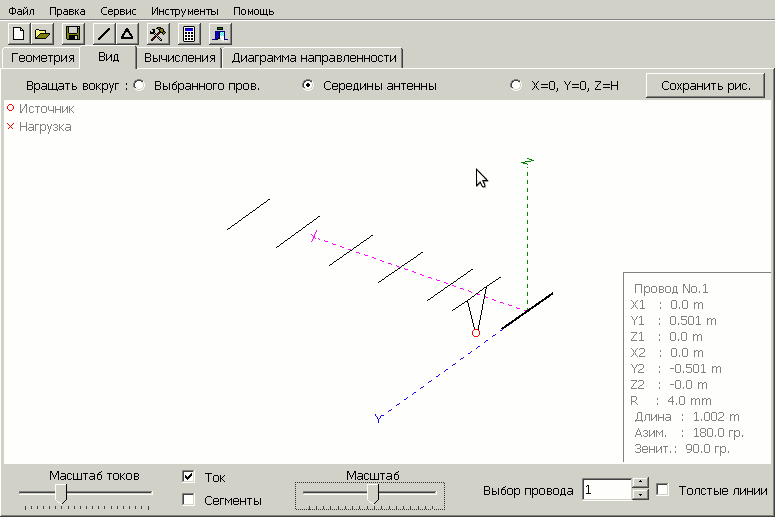 Файл Правка Сервис Инструменты Помощь
Геометрия Вид Вычисления Диаграмма направленности
Вращать вокруг : Выбранного пров. Середины антенны X=0, Y=0, Z=H Сохранить рис.
Источник
Нагрузка
Z
X
Y
Провод No.1
X1 : 0.0 m
Y1 : 0.501 m
Z1 : 0.0 m
X2 : 0.0 m
Y2 : -0.501 m
Z2 : -0.0 m
R : 4.0 mm
Длина : 1.002 m
Азим. : 180.0 гр.
Зенит.: 90.0 гр.
Масштаб токов Ток Масштаб
Сегменты Выбор провода 1 Толстые линии